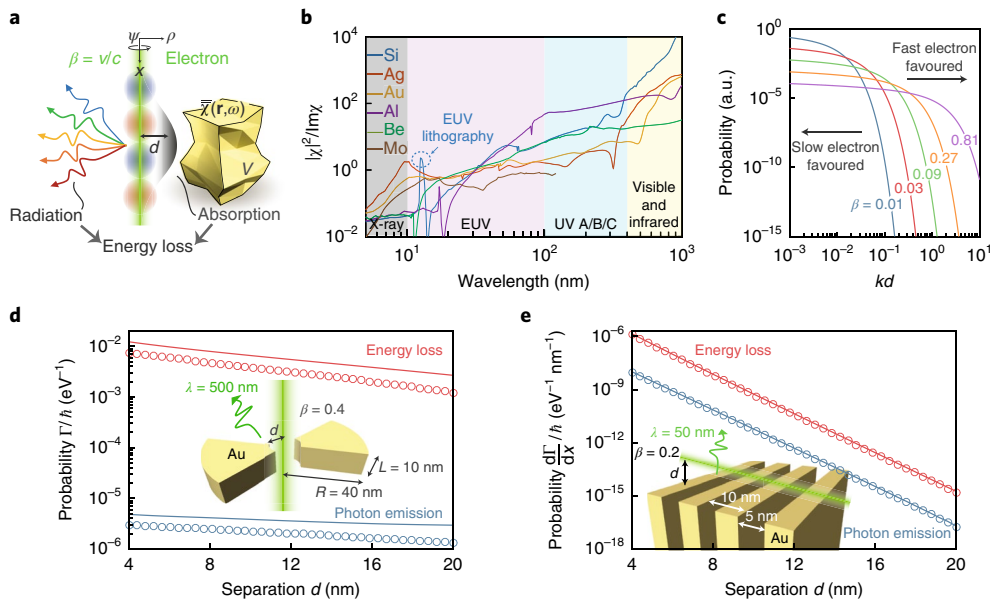 a
ψ
ρ
β = v/c
Electron
x
χ(r,ω)
d
V
Radiation
Absorption
Energy loss
b
|χ|²/Imχ
10⁴
10²
10⁰
10⁻²
Si
Ag
Au
Al
Be
Mo
EUV
lithography
X-ray
EUV
UV A/B/C
Visible
and
infrared
10¹
10²
10³
Wavelength (nm)
c
Probability (a.u.)
10⁰
10⁻⁵
10⁻¹⁰
10⁻¹⁵
Fast electron
favoured
Slow electron
favoured
0.81
0.27
0.09
0.03
β = 0.01
10⁻³
10⁻²
10⁻¹
10⁰
10¹
kd
d
Probability Γ/ℏ (eV⁻¹)
10⁻²
10⁻³
10⁻⁴
10⁻⁵
10⁻⁶
Energy loss
λ = 500 nm
β = 0.4
d
Au
L = 10 nm
R = 40 nm
Photon emission
4
8
12
16
20
Separation d (nm)
e
Probability dΓ/dx /ℏ (eV⁻¹ nm⁻¹)
10⁻⁶
10⁻⁹
10⁻¹²
10⁻¹⁵
10⁻¹⁸
Energy loss
λ = 50 nm
β = 0.2
d
10 nm
5 nm
Au
Photon emission
4
8
12
16
20
Separation d (nm)